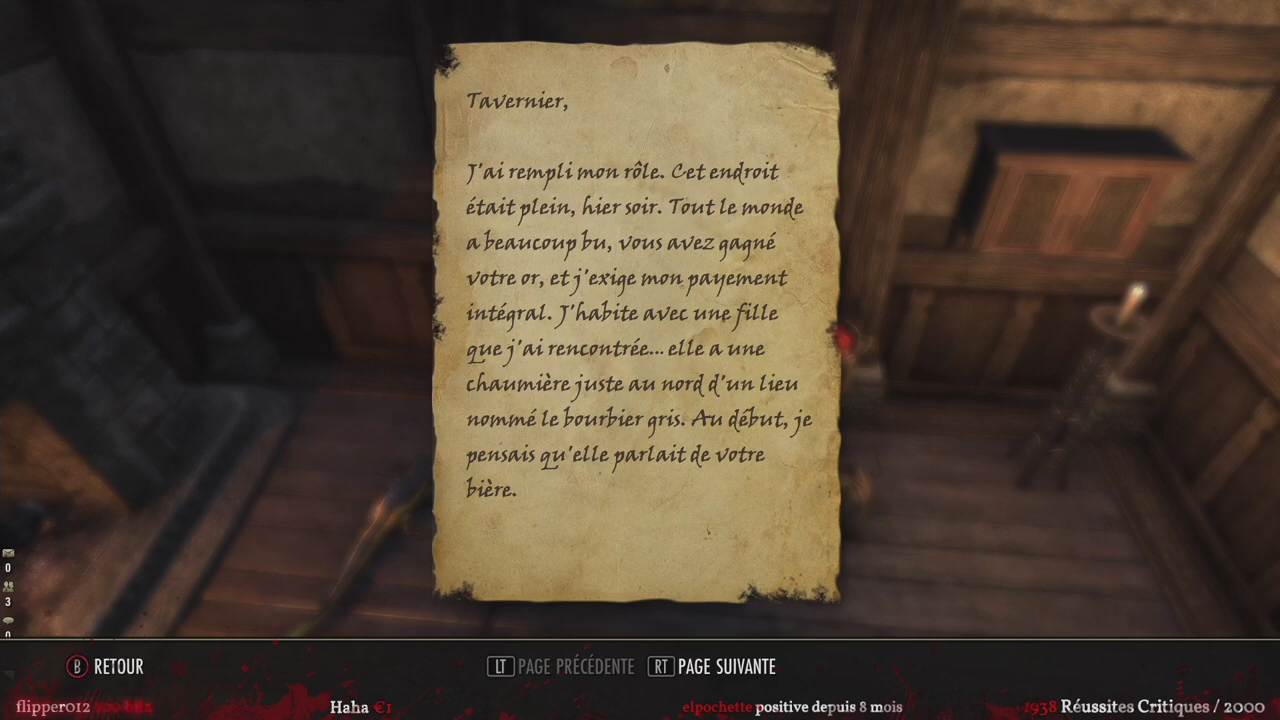 Tavernier,
J'ai rempli mon rôle. Cet endroit
était plein, hier soir. Tout le monde
a beaucoup bu, vous avez gagné
votre or, et j'exige mon payement
intégral. J'habite avec une fille
que j'ai rencontrée... elle a une
chaumière juste au nord d'un lieu
nommé le bourbier gris. Au début, je
pensais qu'elle parlait de votre
bière.
0
3
0
B RETOUR
LT PAGE PRÉCÉDENTE RT PAGE SUIVANTE
flipper012
Haha €1
elpochette positive depuis 8 mois
1938 Réussites Critiques / 2000